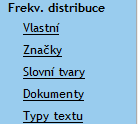 Frekv. distribuce
Vlastní
Značky
Slovní tvary
Dokumenty
Typy textu